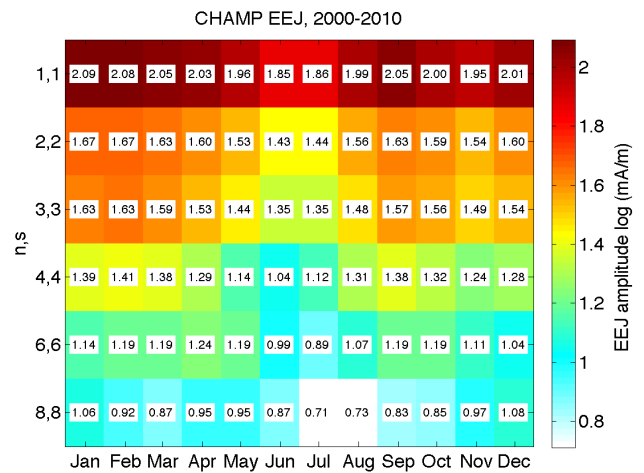 CHAMP EEJ, 2000-2010
1,1 2.09 2.08 2.05 2.03 1.96 1.85 1.86 1.99 2.05 2.00 1.95 2.01
2,2 1.67 1.67 1.63 1.60 1.53 1.43 1.44 1.56 1.63 1.59 1.54 1.60
3,3 1.63 1.63 1.59 1.53 1.44 1.35 1.35 1.48 1.57 1.56 1.49 1.54
4,4 1.39 1.41 1.38 1.29 1.14 1.04 1.12 1.31 1.38 1.32 1.24 1.28
6,6 1.14 1.19 1.19 1.24 1.19 0.99 0.89 1.07 1.19 1.19 1.11 1.04
8,8 1.06 0.92 0.87 0.95 0.95 0.87 0.71 0.73 0.83 0.85 0.97 1.08
Jan Feb Mar Apr May Jun Jul Aug Sep Oct Nov Dec
n,s
2
1.8
1.6
1.4
1.2
1
0.8
EEJ amplitude log (mA/m)